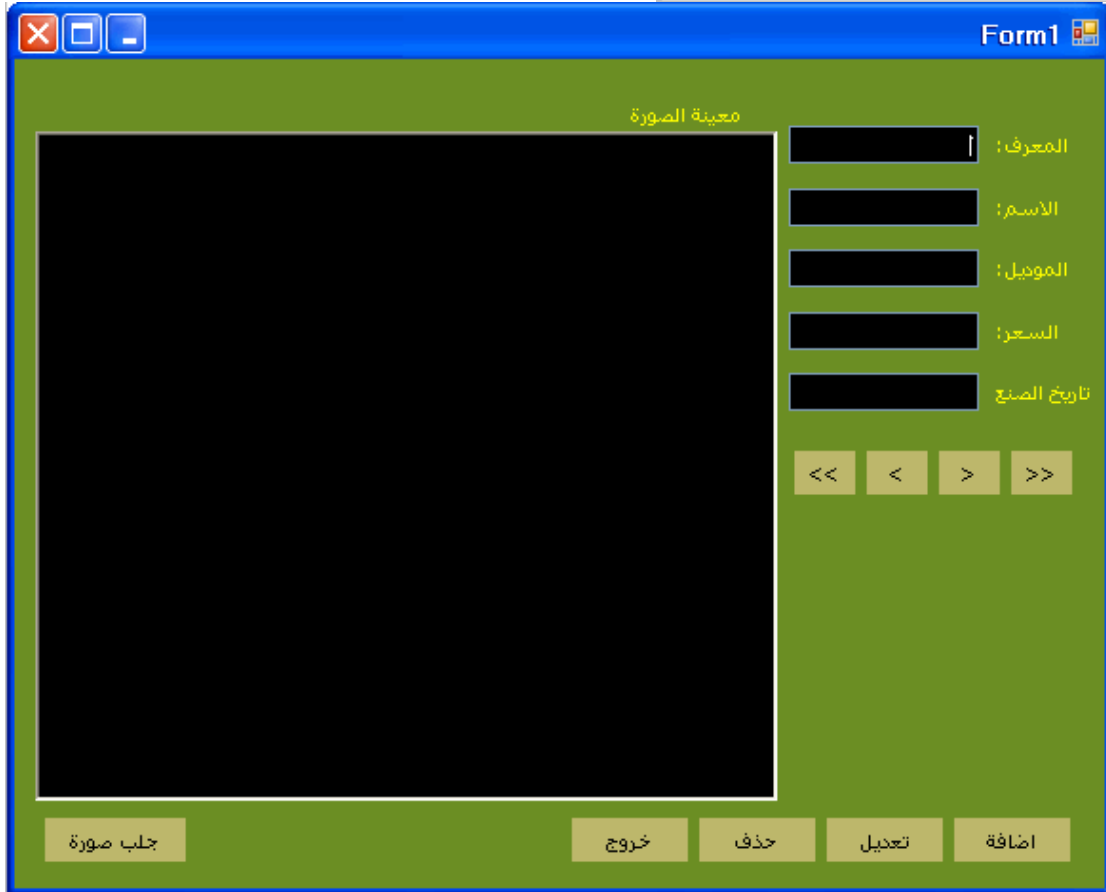 Form1
معينة الصورة
المعرف:
الاسم:
الموديل:
السعر:
تاريخ الصنع
>> > < <<
اضافة تعديل حذف خروج جلب صورة